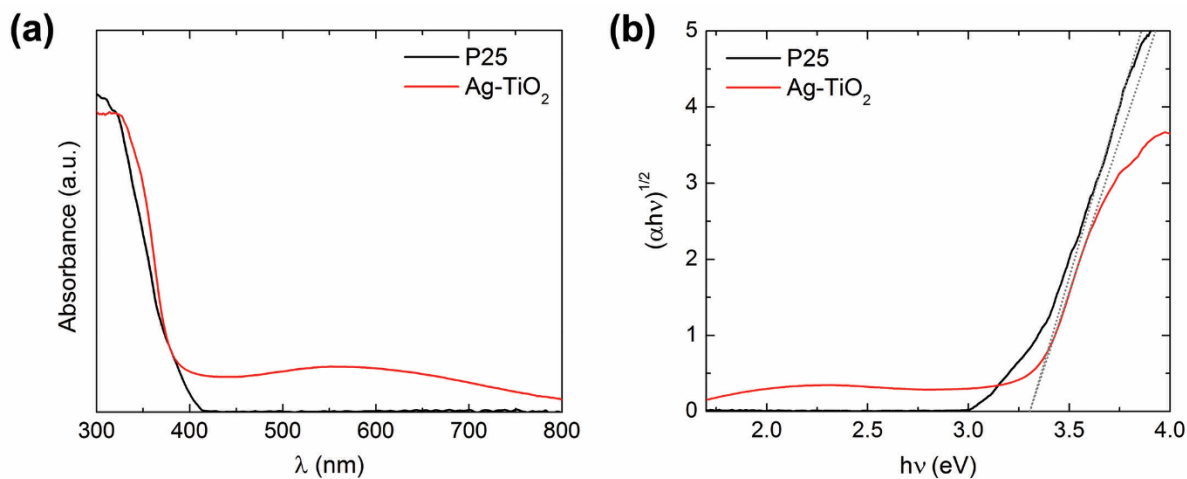 (a)
P25
Ag-TiO₂
Absorbance (a.u.)
300 400 500 600 700 800
λ (nm)
(b)
P25
Ag-TiO₂
(αhν)^1/2
5
4
3
2
1
0
2.0 2.5 3.0 3.5 4.0
hν (eV)